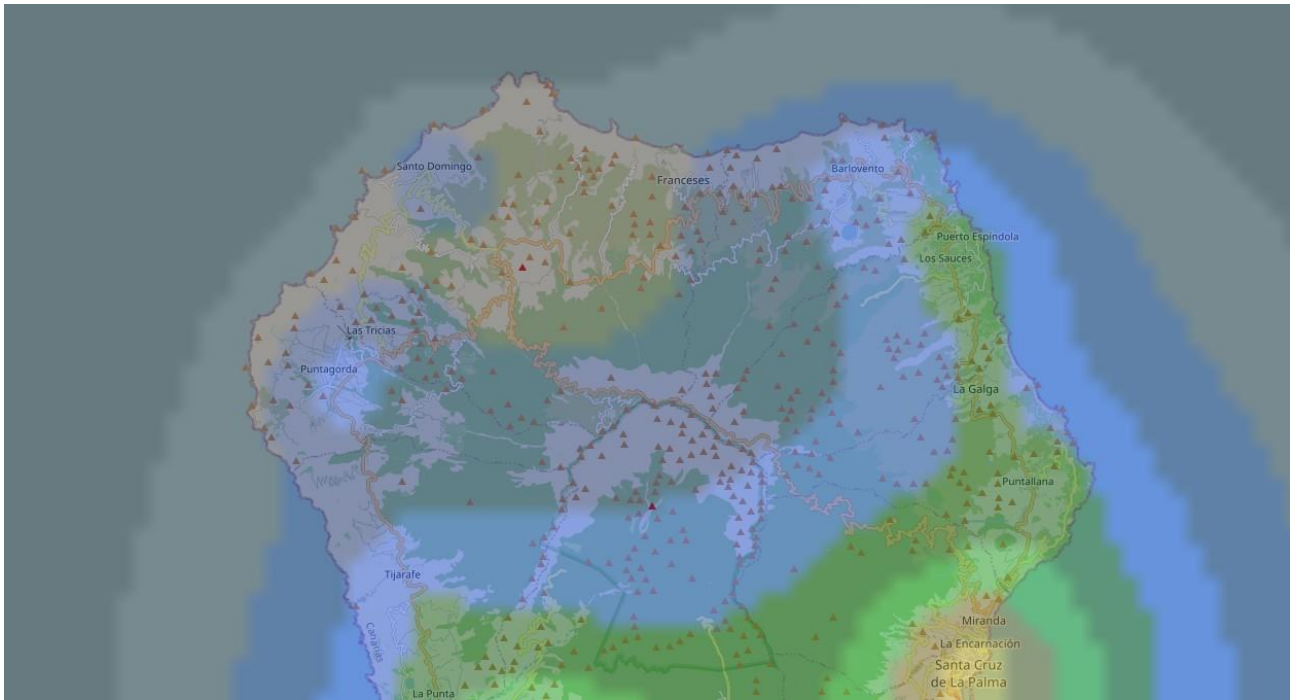 Santo Domingo
Franceses
Barlovento
Puerto Espíndola
Los Sauces
Las Tricias
Puntagorda
La Galga
Puntallana
Tijarafe
Canarias
Miranda
La Encarnación
Santa Cruz
de La Palma
La Punta